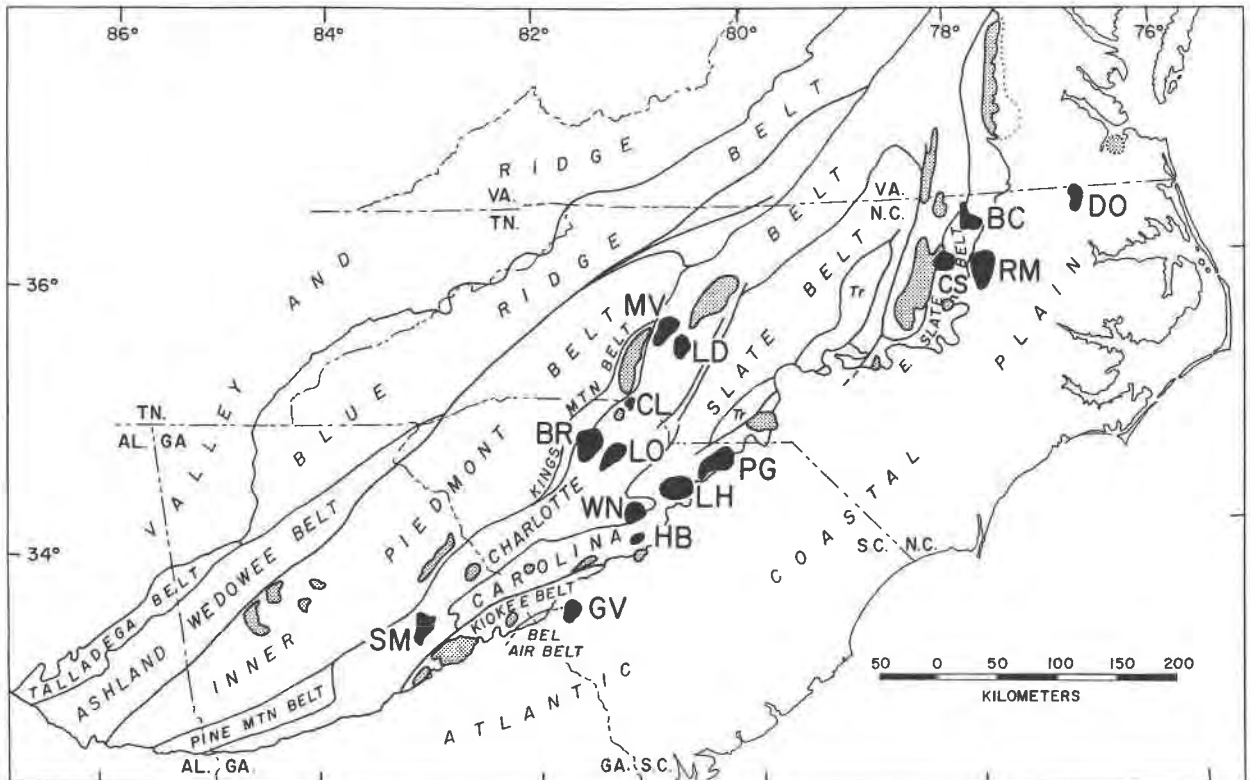 86° 84° 82° 80° 78° 76°
36°
34°
VALLEY AND RIDGE
BLUE RIDGE BELT
VA.
TN.
VA.
N.C.
TN.
AL. GA
TALLADEGA BELT
ASHLAND WEDOWEE BELT
INNER PIEDMONT BELT
PINE MTN BELT
KINGS MTN BELT
CHARLOTTE BELT
CAROLINA SLATE BELT
KIOKEE BELT
BEL
AIR BELT
E. SLATE BELT
Tr
Tr
ATLANTIC COASTAL PLAIN
BC
DO
CS
RM
MV
LD
CL
BR
LO
PG
LH
WN
HB
GV
SM
S.C. N.C.
AL. GA.
GA. S.C.
50 0 50 100 150 200
KILOMETERS